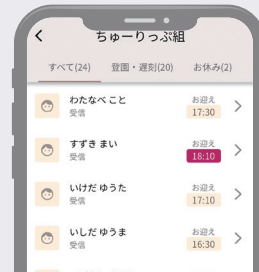 ちゅーりっぷ組
すべて(24) 登園・遅刻(20) お休み(2)
わたなべ こと お迎え
受信 17:30
すずき まい お迎え
受信 18:10
いけだ ゆうた お迎え
受信 17:10
いしだ ゆうま お迎え
受信 16:30